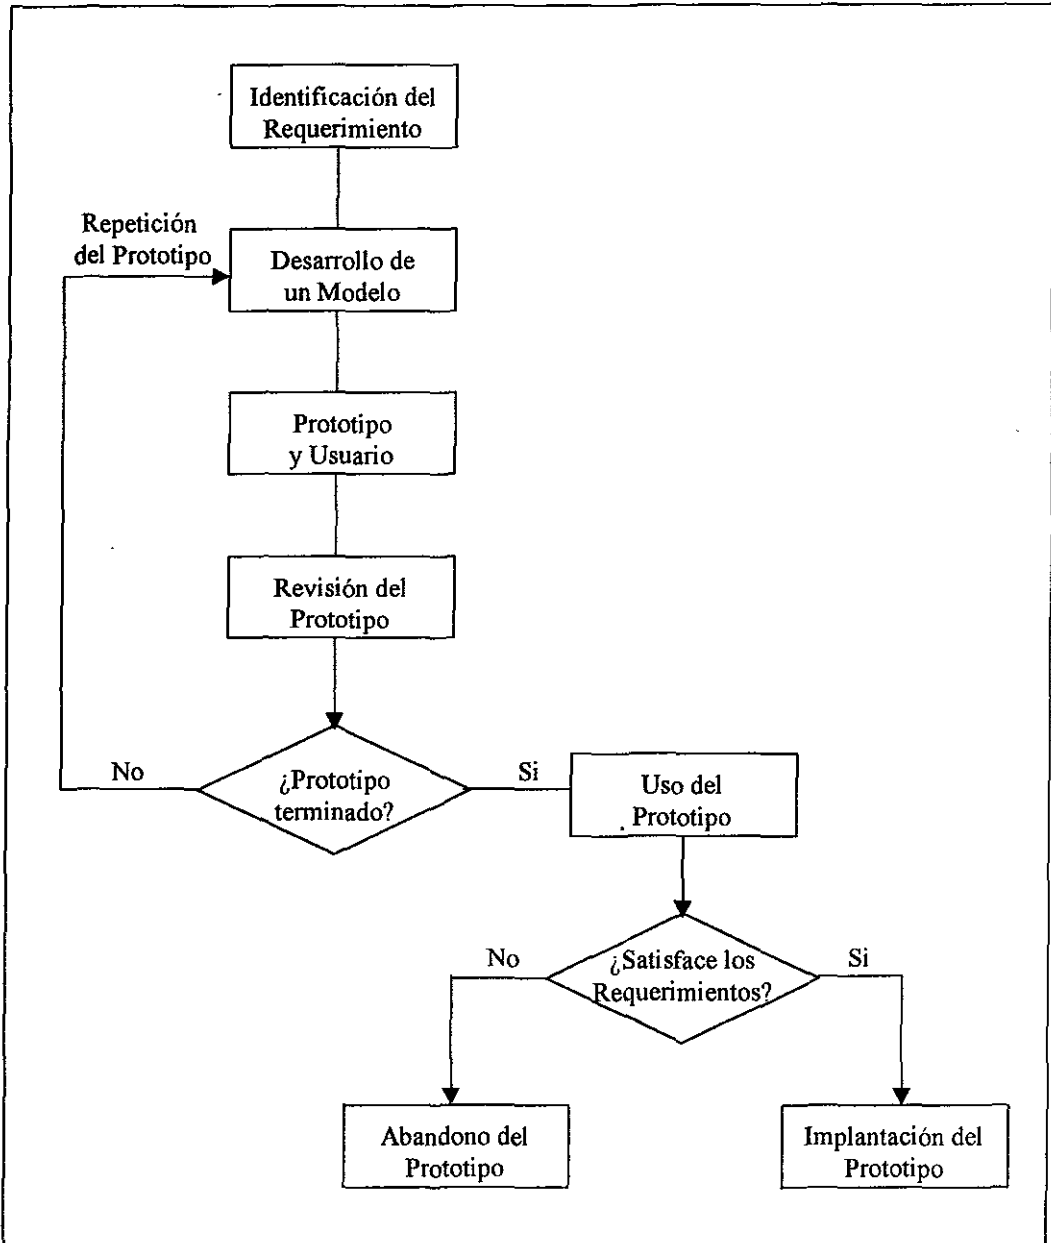 Identificación del
Requerimiento
Repetición
del Prototipo
Desarrollo de
un Modelo
Prototipo
y Usuario
Revisión del
Prototipo
No
¿Prototipo
terminado?
Si
Uso del
Prototipo
No
¿Satisface los
Requerimientos?
Si
Abandono del
Prototipo
Implantación del
Prototipo